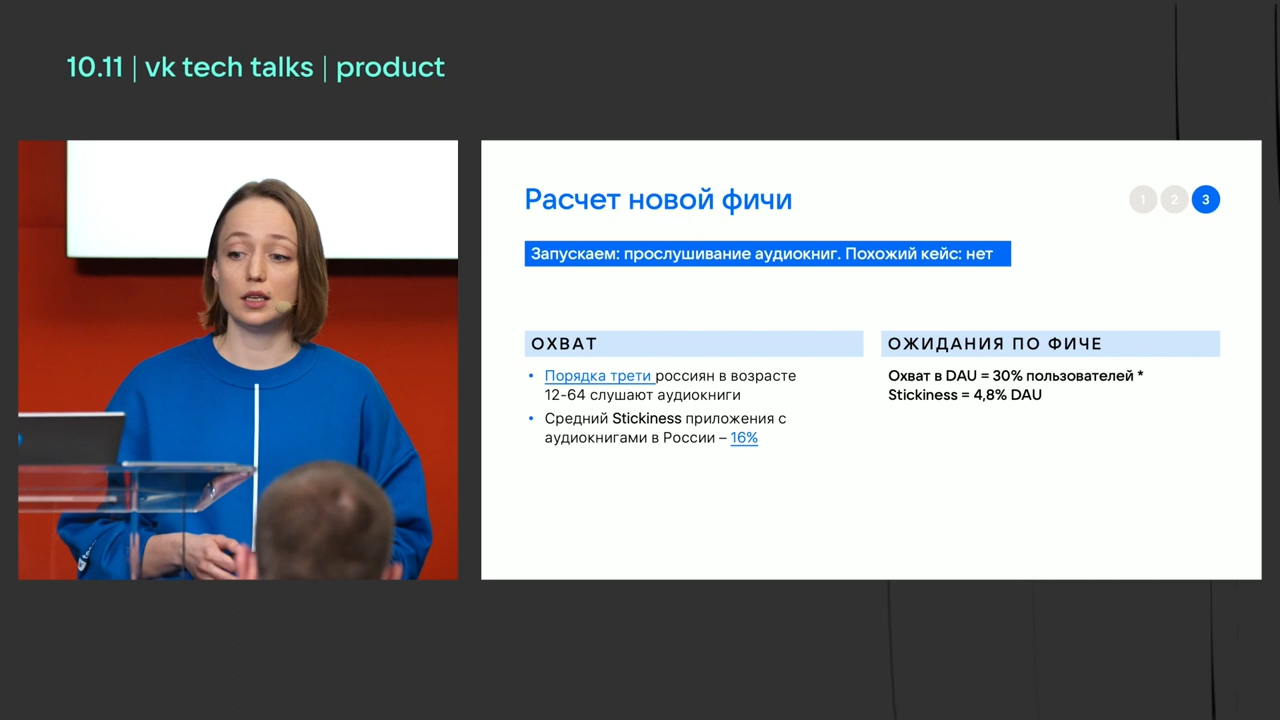 10.11 | vk tech talks | product
Расчет новой фичи
1 2 3
Запускаем: прослушивание аудиокниг. Похожий кейс: нет
ОХВАТ
• Порядка трети россиян в возрасте
12-64 слушают аудиокниги
• Средний Stickiness приложения с
аудиокнигами в России – 16%
ОЖИДАНИЯ ПО ФИЧЕ
Охват в DAU = 30% пользователей *
Stickiness = 4,8% DAU